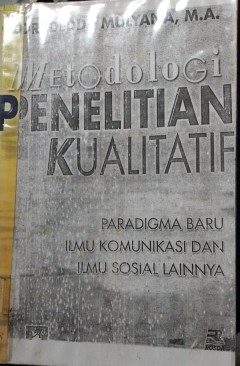 MULYANA, M.A.
Metodologi
PENELITIAN
KUALITATIF
PARADIGMA BARU
ILMU KOMUNIKASI DAN
ILMU SOSIAL LAINNYA